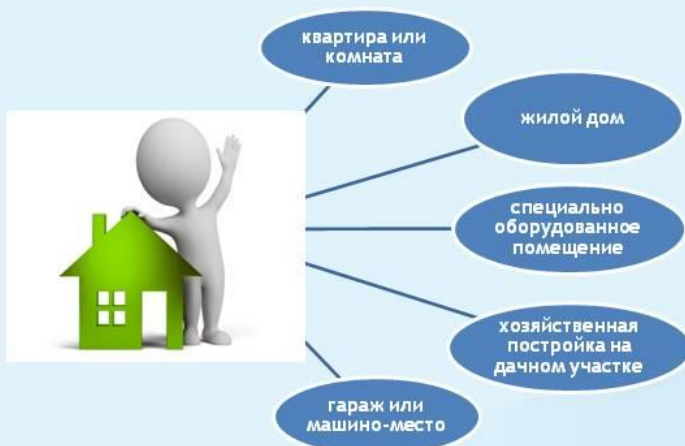 квартира или
комната
жилой дом
специально
оборудованное
помещение
хозяйственная
постройка на
дачном участке
гараж или
машино-место